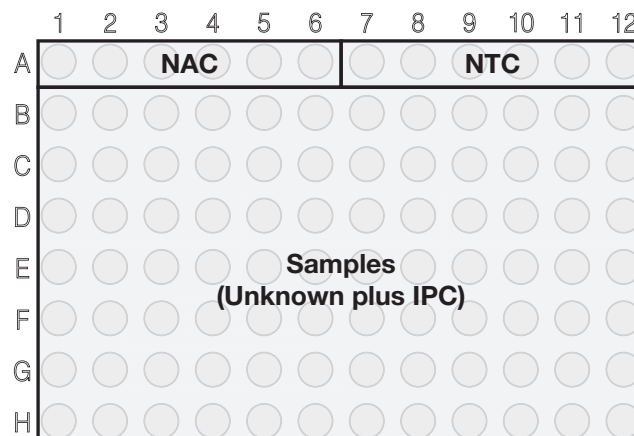 1 2 3 4 5 6 7 8 9 10 11 12
A NAC NTC
B
C
D
E Samples
(Unknown plus IPC)
F
G
H